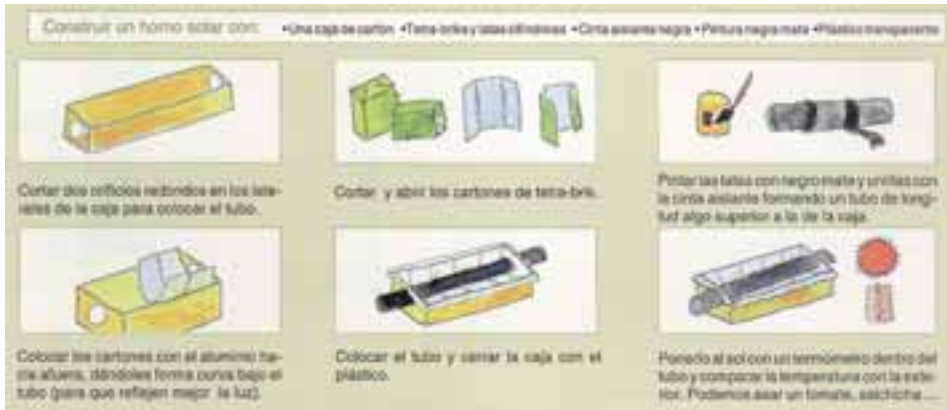 Construir un horno solar con: •Una caja de cartón •Tetra-briks y latas cilíndricas •Cinta aislante negra •Pintura negra mate •Plástico transparente
Cortar dos orificios redondos en los late-
rales de la caja para colocar el tubo.
Cortar y abrir los cartones de tetra-brik.
Pintar las latas con negro mate y unirlas con
la cinta aislante formando un tubo de longi-
tud algo superior a la de la caja.
Colocar los cartones con el aluminio ha-
cia afuera, dándoles forma curva bajo el
tubo (para que reflejen mejor la luz).
Colocar el tubo y cerrar la caja con el
plástico.
Ponedlo al sol con un termómetro dentro del
tubo y comparar la temperatura con la exte-
rior. Podemos asar un tomate, salchicha ...